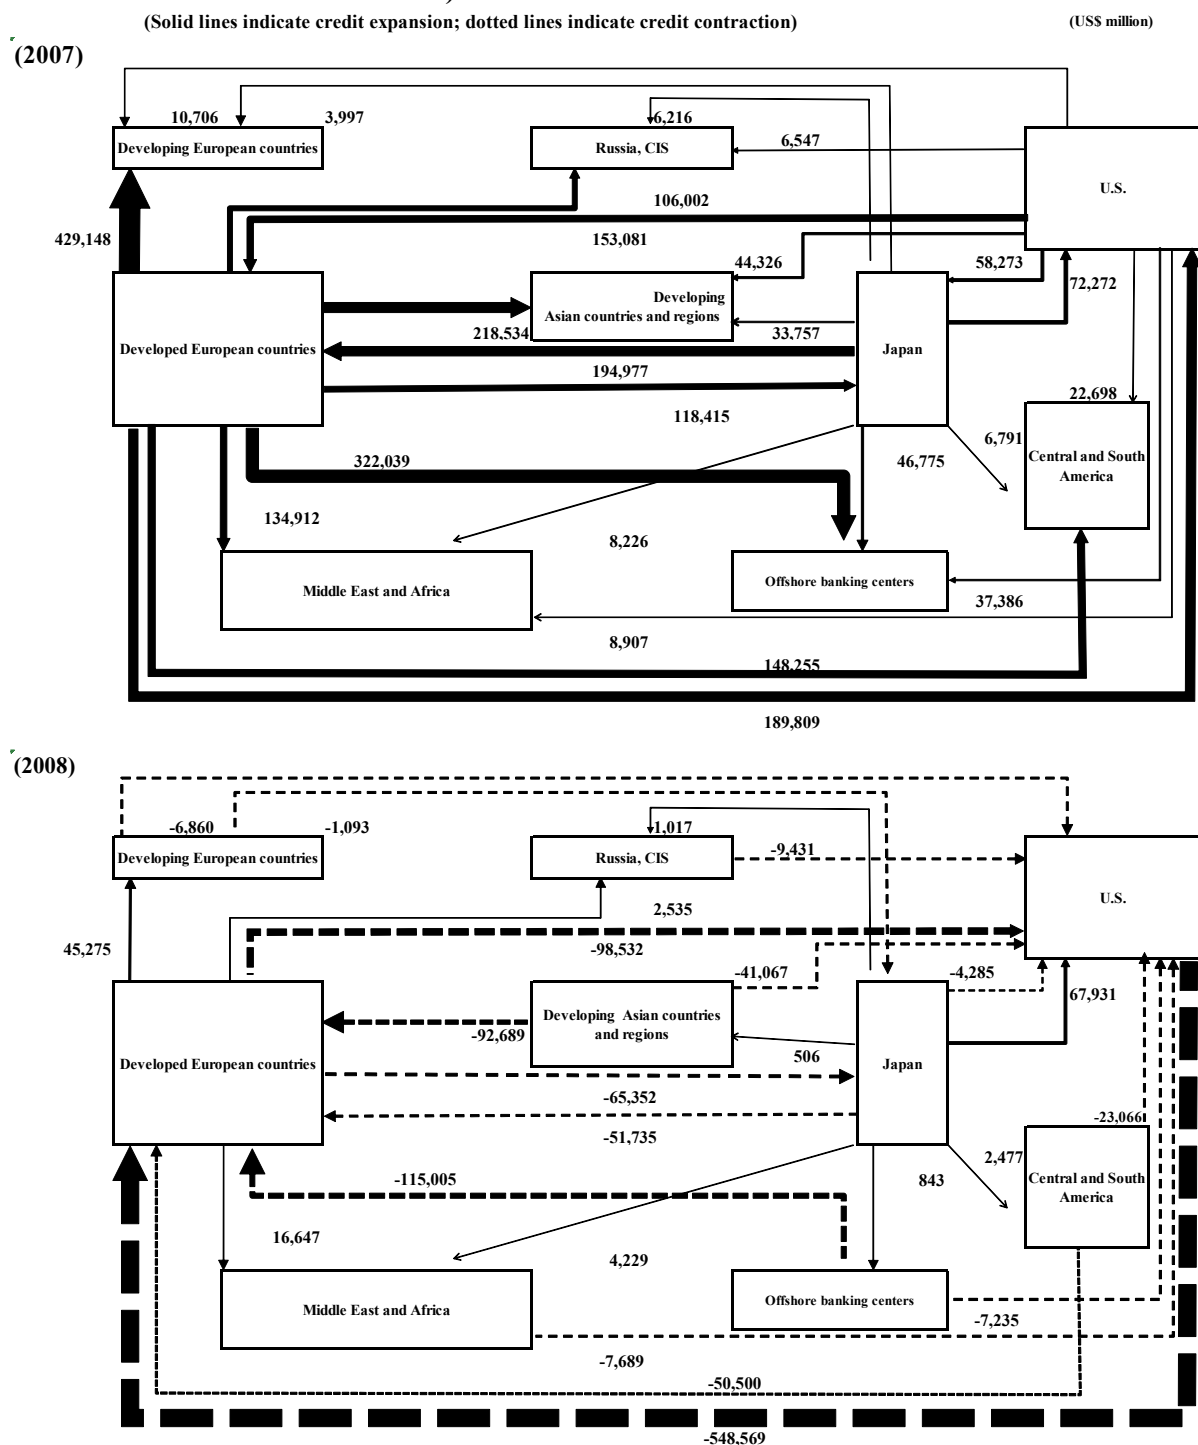 (Solid lines indicate credit expansion; dotted lines indicate credit contraction)
(US$ million)
(2007)
10,706
3,997
6,216
Developing European countries
Russia, CIS
6,547
U.S.
106,002
429,148
153,081
44,326
58,273
72,272
Developing
Asian countries and regions
218,534
33,757
Developed European countries
Japan
194,977
118,415
22,698
6,791
322,039
46,775
Central and South
America
134,912
8,226
Middle East and Africa
Offshore banking centers
37,386
8,907
148,255
189,809
(2008)
-6,860
-1,093
1,017
Developing European countries
Russia, CIS
-9,431
U.S.
2,535
45,275
-98,532
-41,067
-4,285
67,931
Developing Asian countries
and regions
-92,689
506
Developed European countries
Japan
-65,352
-51,735
-23,066
2,477
-115,005
843
Central and South
America
16,647
4,229
Middle East and Africa
Offshore banking centers
-7,235
-7,689
-50,500
-548,569